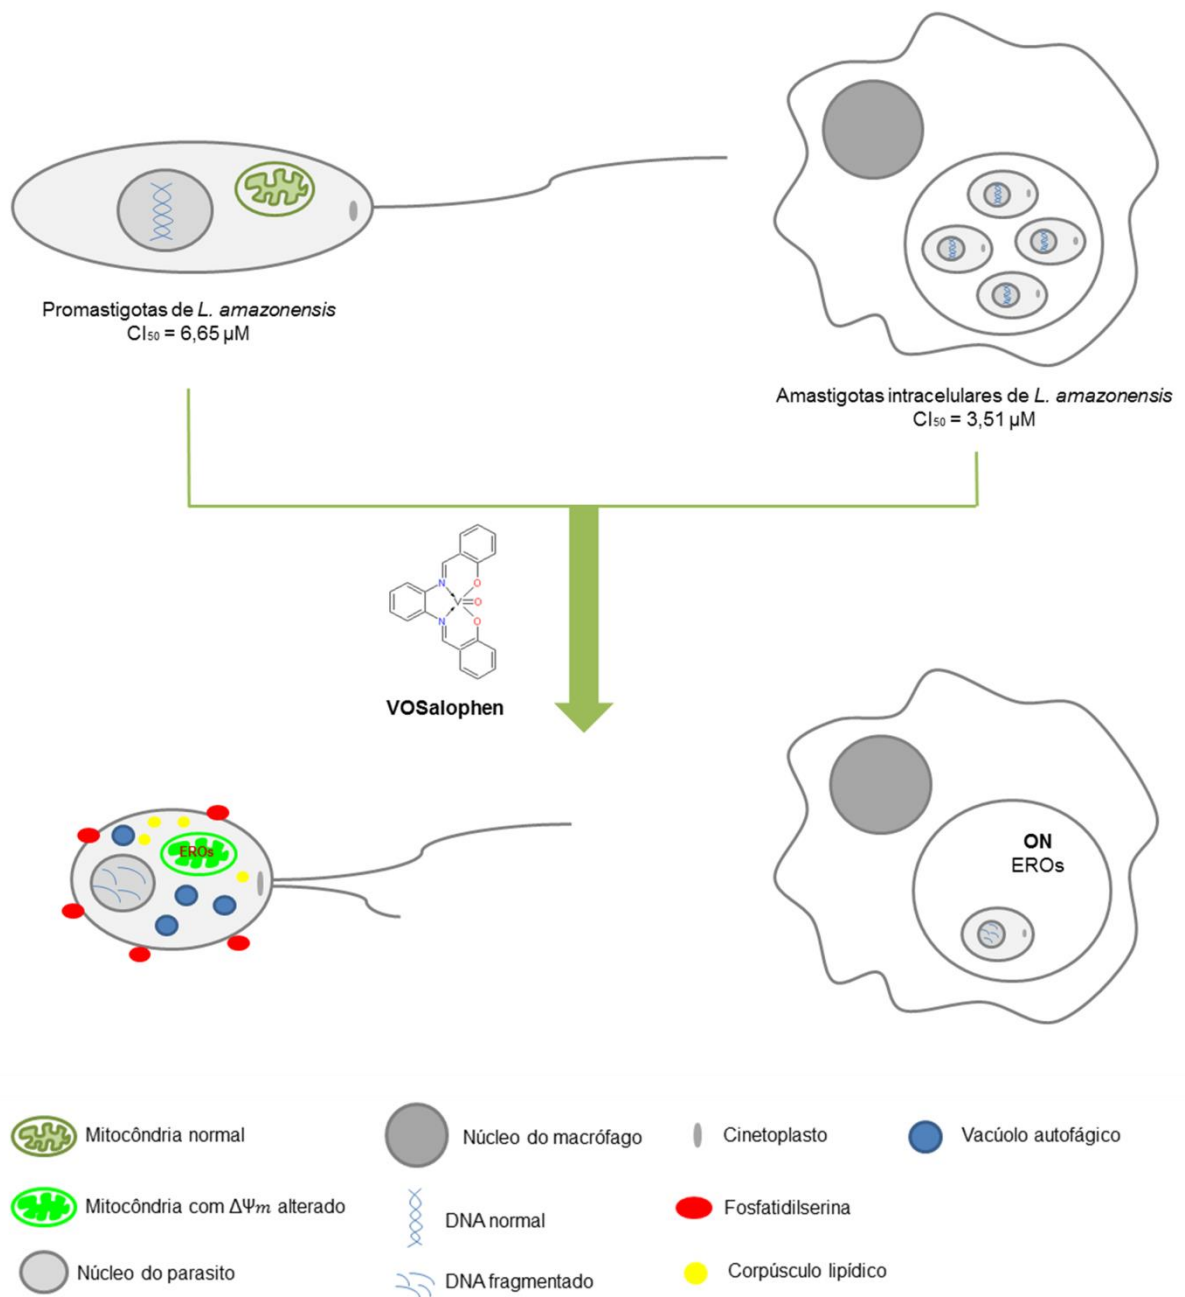 Promastigotas de L. amazonensis
CI₅₀ = 6,65 µM
Amastigotas intracelulares de L. amazonensis
CI₅₀ = 3,51 µM
N
O
V=O
N
O
VOSalophen
EROs
ON
EROs
Mitocôndria normal
Núcleo do macrófago
Cinetoplasto
Vacúolo autofágico
Mitocôndria com ΔΨm alterado
DNA normal
Fosfatidilserina
Núcleo do parasito
DNA fragmentado
Corpúsculo lipídico